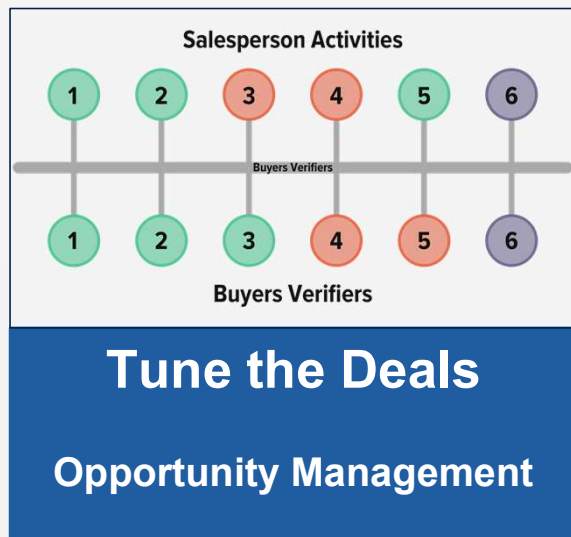 Salesperson Activities
1 2 3 4 5 6
Buyers Verifiers
1 2 3 4 5 6
Buyers Verifiers
Tune the Deals
Opportunity Management